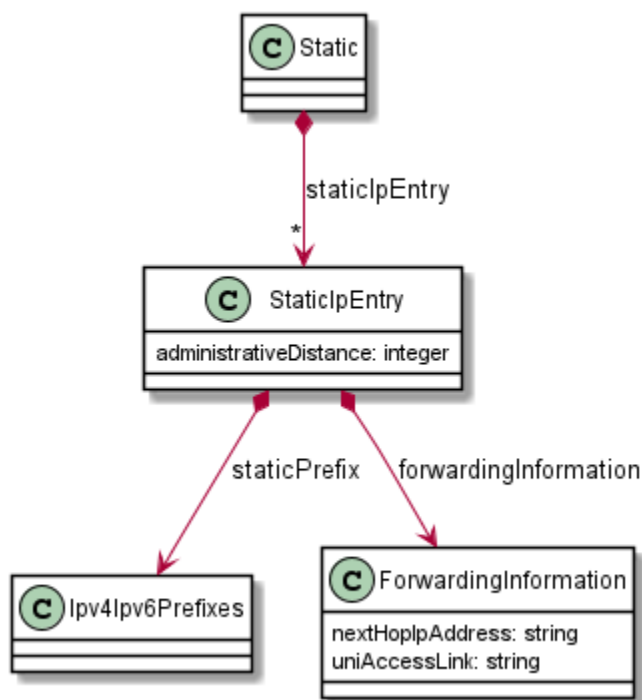 C Static
staticIpEntry
*
C StaticIpEntry
administrativeDistance: integer
staticPrefix
forwardingInformation
C Ipv4Ipv6Prefixes
C ForwardingInformation
nextHopIpAddress: string
uniAccessLink: string